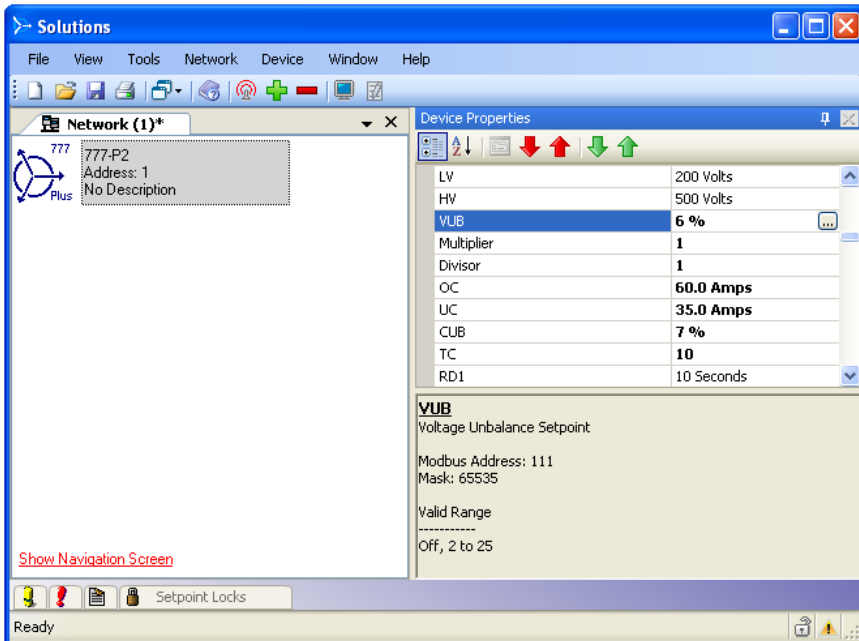 Solutions
File View Tools Network Device Window Help
Network (1)*
Device Properties
777
Plus
777-P2
Address: 1
No Description
LV 200 Volts
HV 500 Volts
VUB 6 % ...
Multiplier 1
Divisor 1
OC 60.0 Amps
UC 35.0 Amps
CUB 7 %
TC 10
RD1 10 Seconds
VUB
Voltage Unbalance Setpoint
Modbus Address: 111
Mask: 65535
Valid Range
-----------
Off, 2 to 25
Show Navigation Screen
Setpoint Locks
Ready